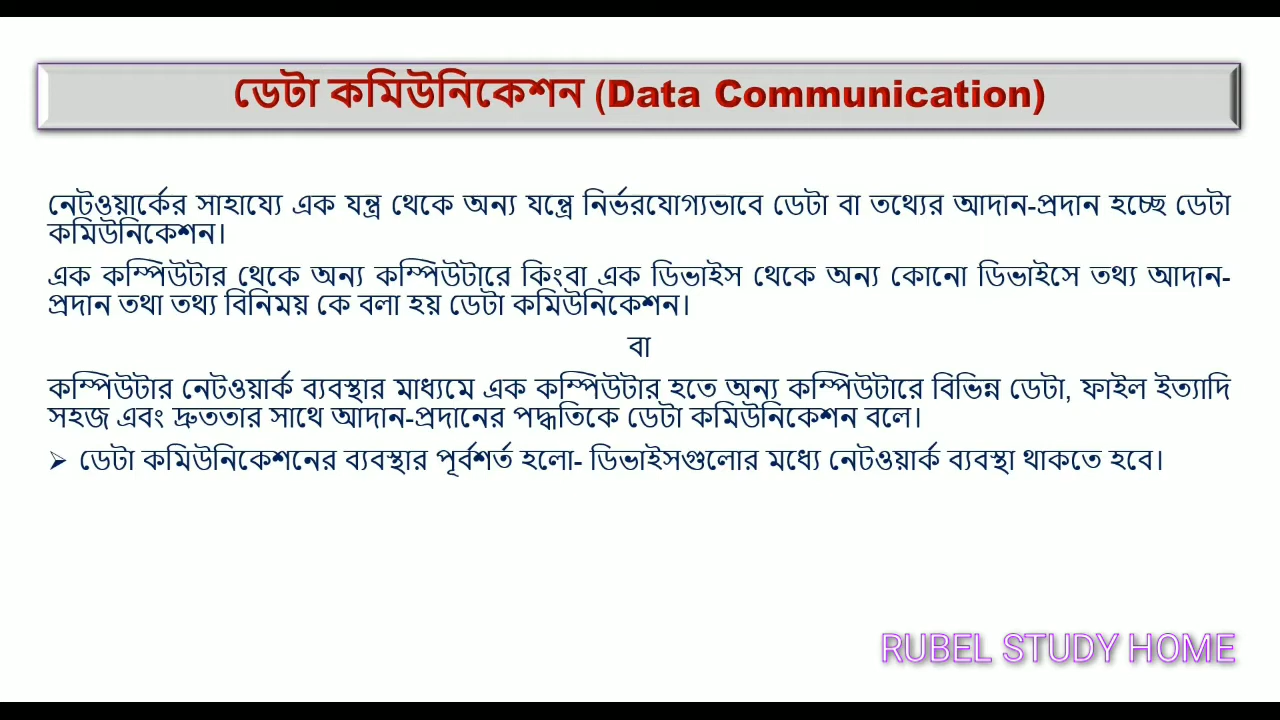 ডেটা কমিউনিকেশন (Data Communication)
নেটওয়ার্কের সাহায্যে এক যন্ত্র থেকে অন্য যন্ত্রে নির্ভরযোগ্যভাবে ডেটা বা তথ্যের আদান-প্রদান হচ্ছে ডেটা
কমিউনিকেশন।
এক কম্পিউটার থেকে অন্য কম্পিউটারে কিংবা এক ডিভাইস থেকে অন্য কোনো ডিভাইসে তথ্য আদান-
প্রদান তথা তথ্য বিনিময় কে বলা হয় ডেটা কমিউনিকেশন।
বা
কম্পিউটার নেটওয়ার্ক ব্যবস্থার মাধ্যমে এক কম্পিউটার হতে অন্য কম্পিউটারে বিভিন্ন ডেটা, ফাইল ইত্যাদি
সহজ এবং দ্রুততার সাথে আদান-প্রদানের পদ্ধতিকে ডেটা কমিউনিকেশন বলে।
➢ ডেটা কমিউনিকেশনের ব্যবস্থার পূর্বশর্ত হলো- ডিভাইসগুলোর মধ্যে নেটওয়ার্ক ব্যবস্থা থাকতে হবে।
RUBEL STUDY HOME